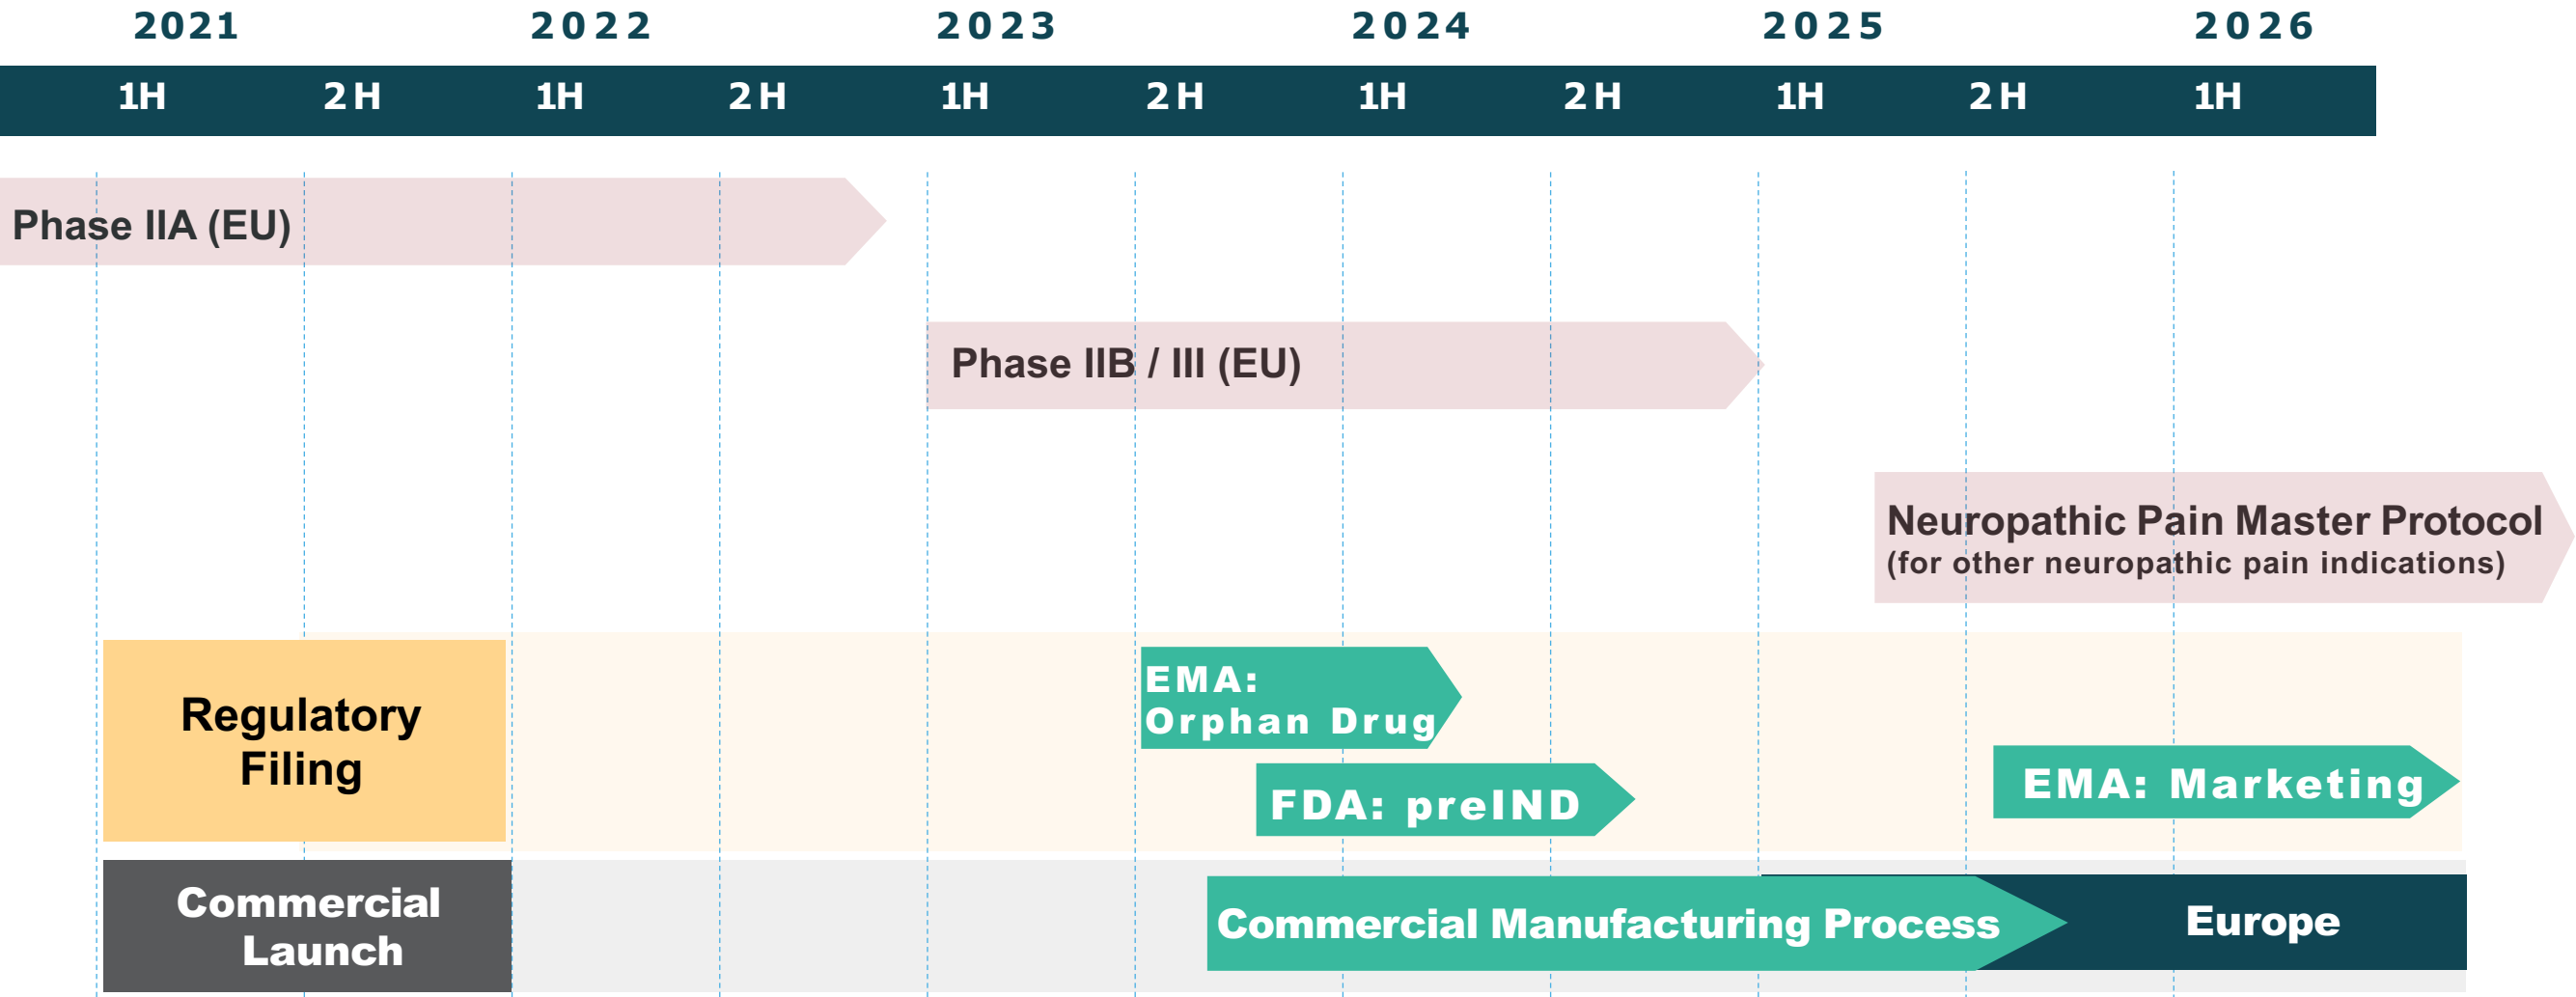 2021 2022 2023 2024 2025 2026
1H 2H 1H 2H 1H 2H 1H 2H 1H 2H 1H
Phase IIA (EU)
Phase IIB / III (EU)
Neuropathic Pain Master Protocol
(for other neuropathic pain indications)
Regulatory
Filing
EMA:
Orphan Drug
FDA: preIND
EMA: Marketing
Commercial
Launch
Commercial Manufacturing Process
Europe